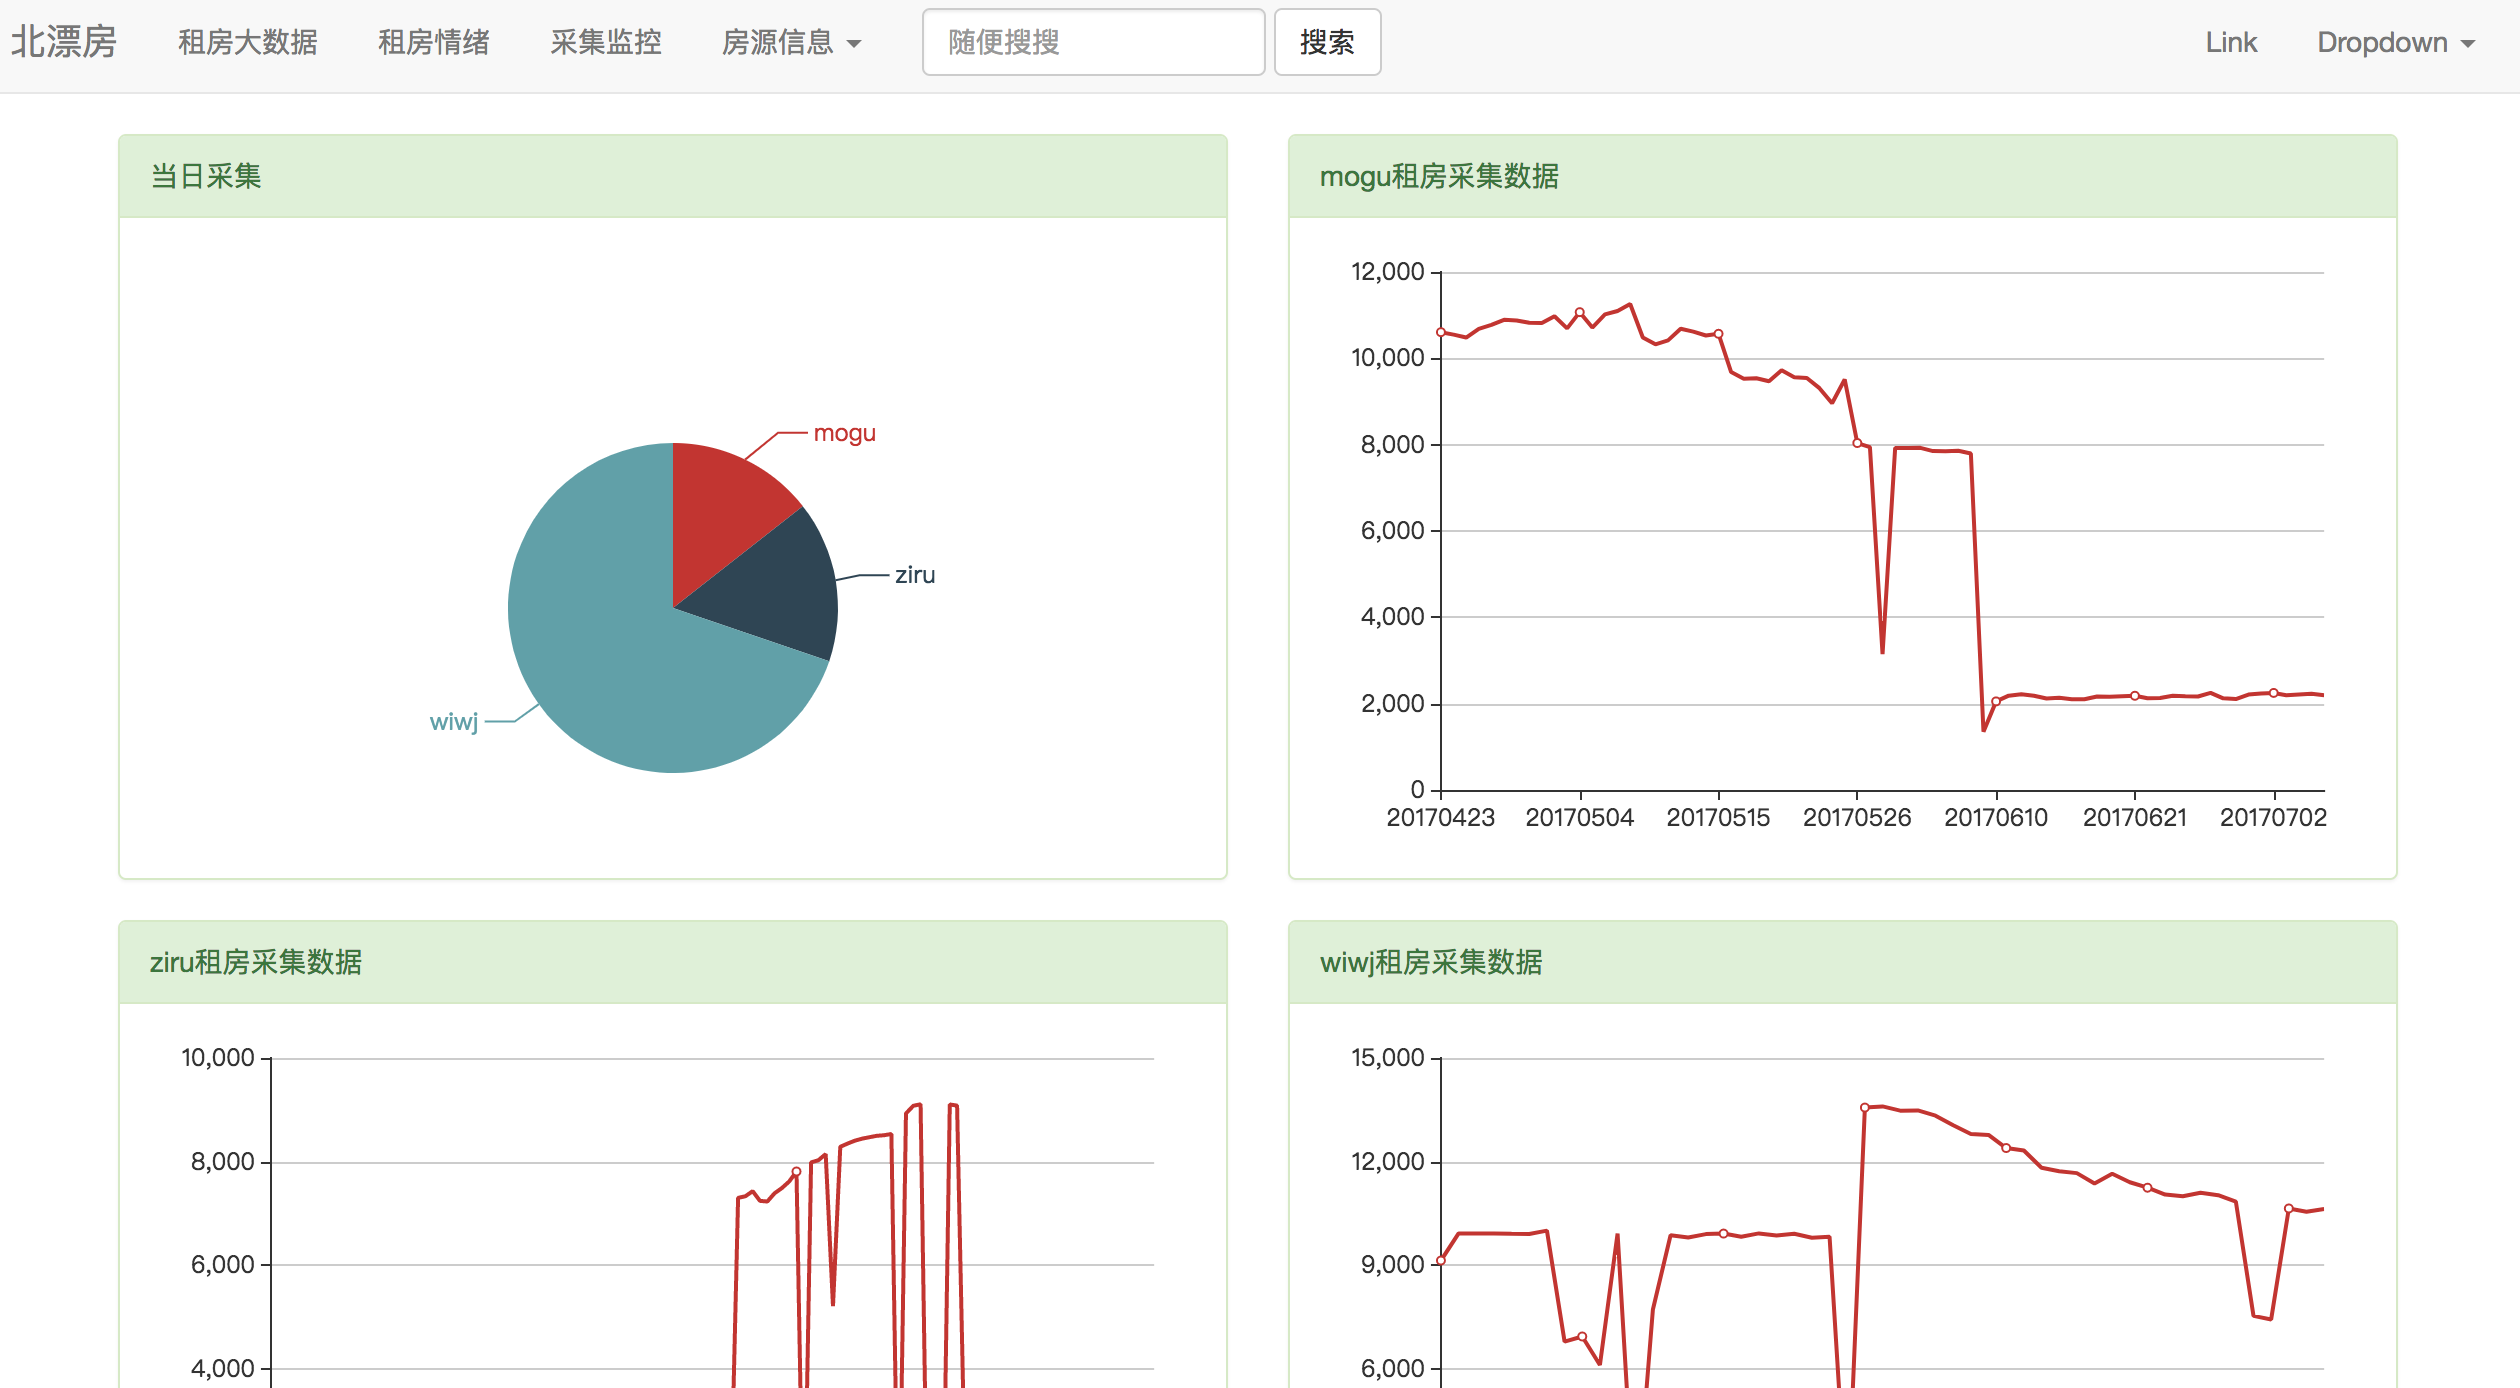 北漂房 租房大数据 租房情绪 采集监控 房源信息 随便搜搜 搜索 Link Dropdown
当日采集
mogu
ziru
wiwj
mogu租房采集数据
12,000
10,000
8,000
6,000
4,000
2,000
0
20170423 20170504 20170515 20170526 20170610 20170621 20170702
ziru租房采集数据
10,000
8,000
6,000
4,000
wiwj租房采集数据
15,000
12,000
9,000
6,000